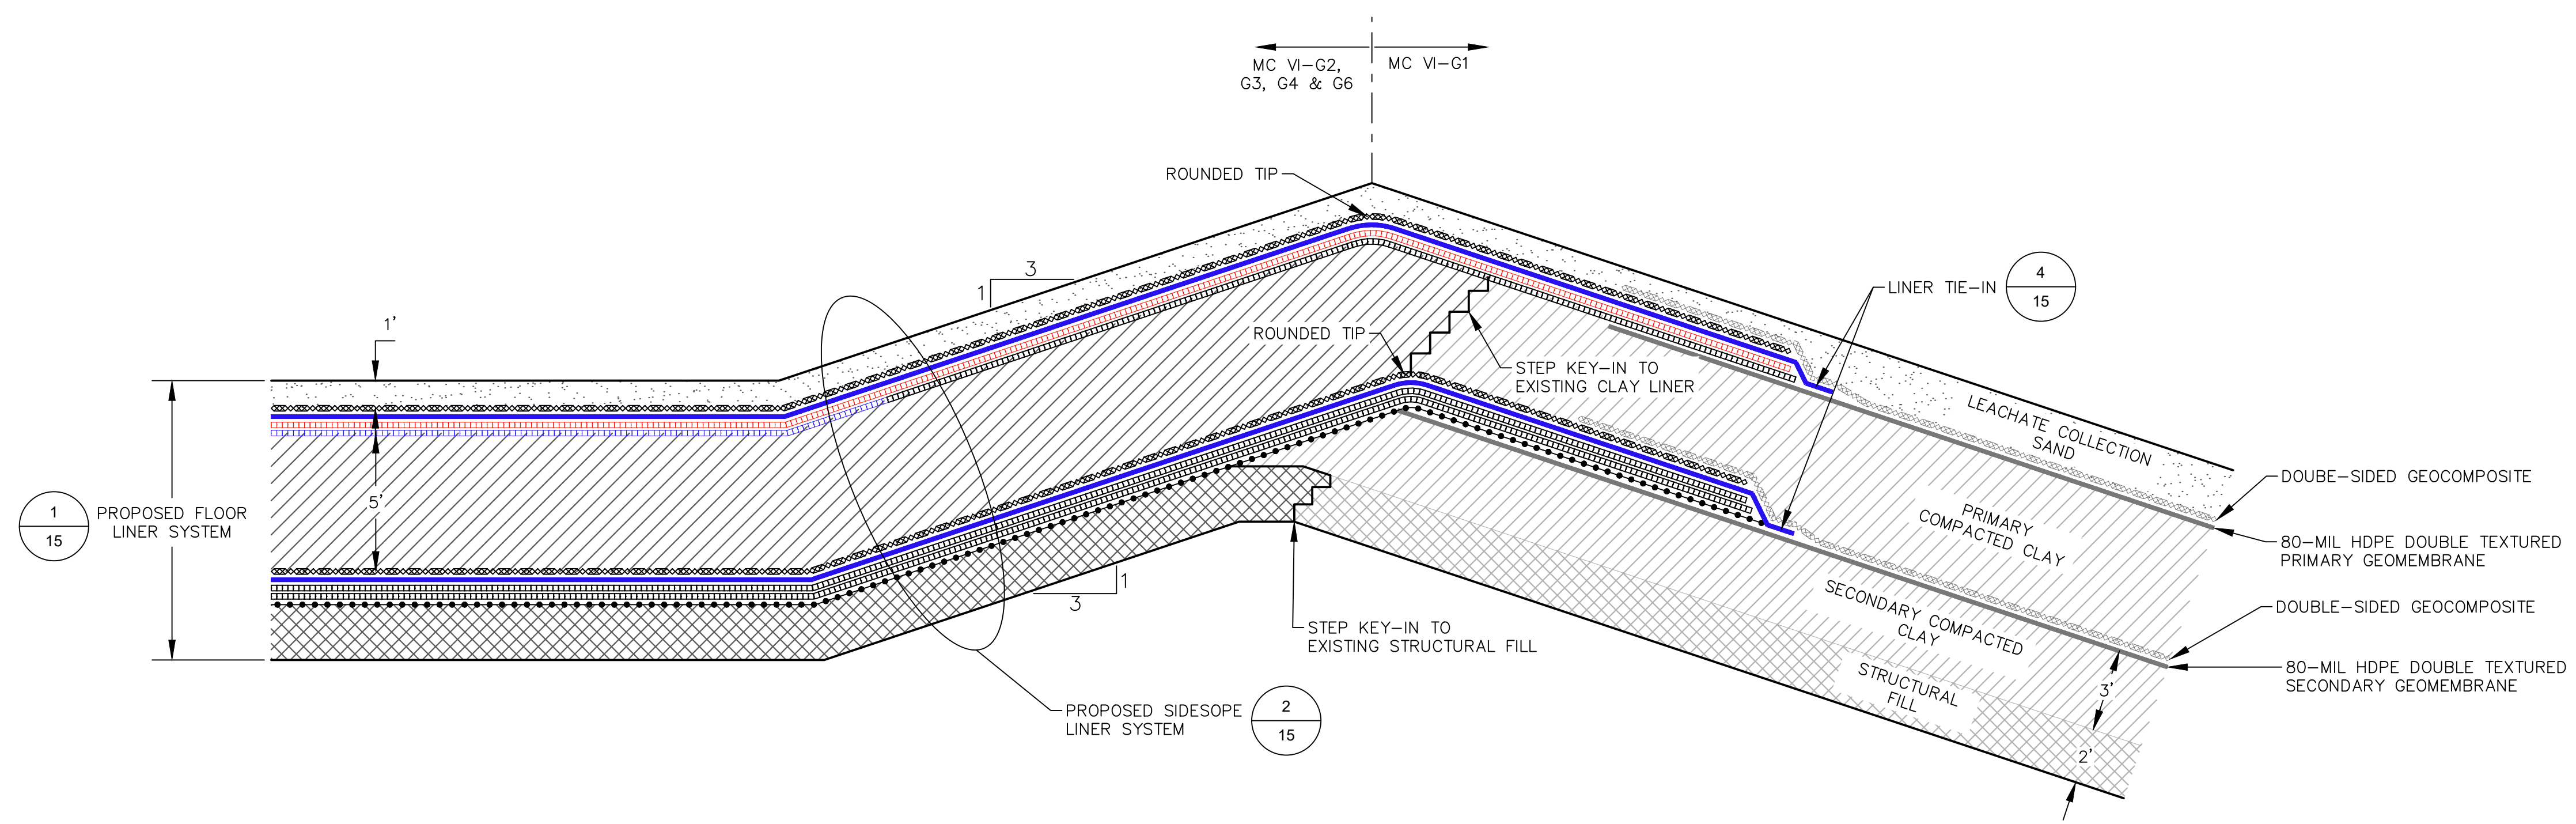 MC VI-G2,
G3, G4 & G6
MC VI-G1
ROUNDED TIP
3
1
4
15
LINER TIE-IN
1'
ROUNDED TIP
STEP KEY-IN TO
EXISTING CLAY LINER
LEACHATE COLLECTION
SAND
DOUBE-SIDED GEOCOMPOSITE
1
15
PROPOSED FLOOR
LINER SYSTEM
5'
PRIMARY
COMPACTED CLAY
80-MIL HDPE DOUBLE TEXTURED
PRIMARY GEOMEMBRANE
1
3
SECONDARY COMPACTED
CLAY
DOUBLE-SIDED GEOCOMPOSITE
STEP KEY-IN TO
EXISTING STRUCTURAL FILL
STRUCTURAL
FILL
80-MIL HDPE DOUBLE TEXTURED
SECONDARY GEOMEMBRANE
3'
2'
PROPOSED SIDESOPE
LINER SYSTEM
2
15